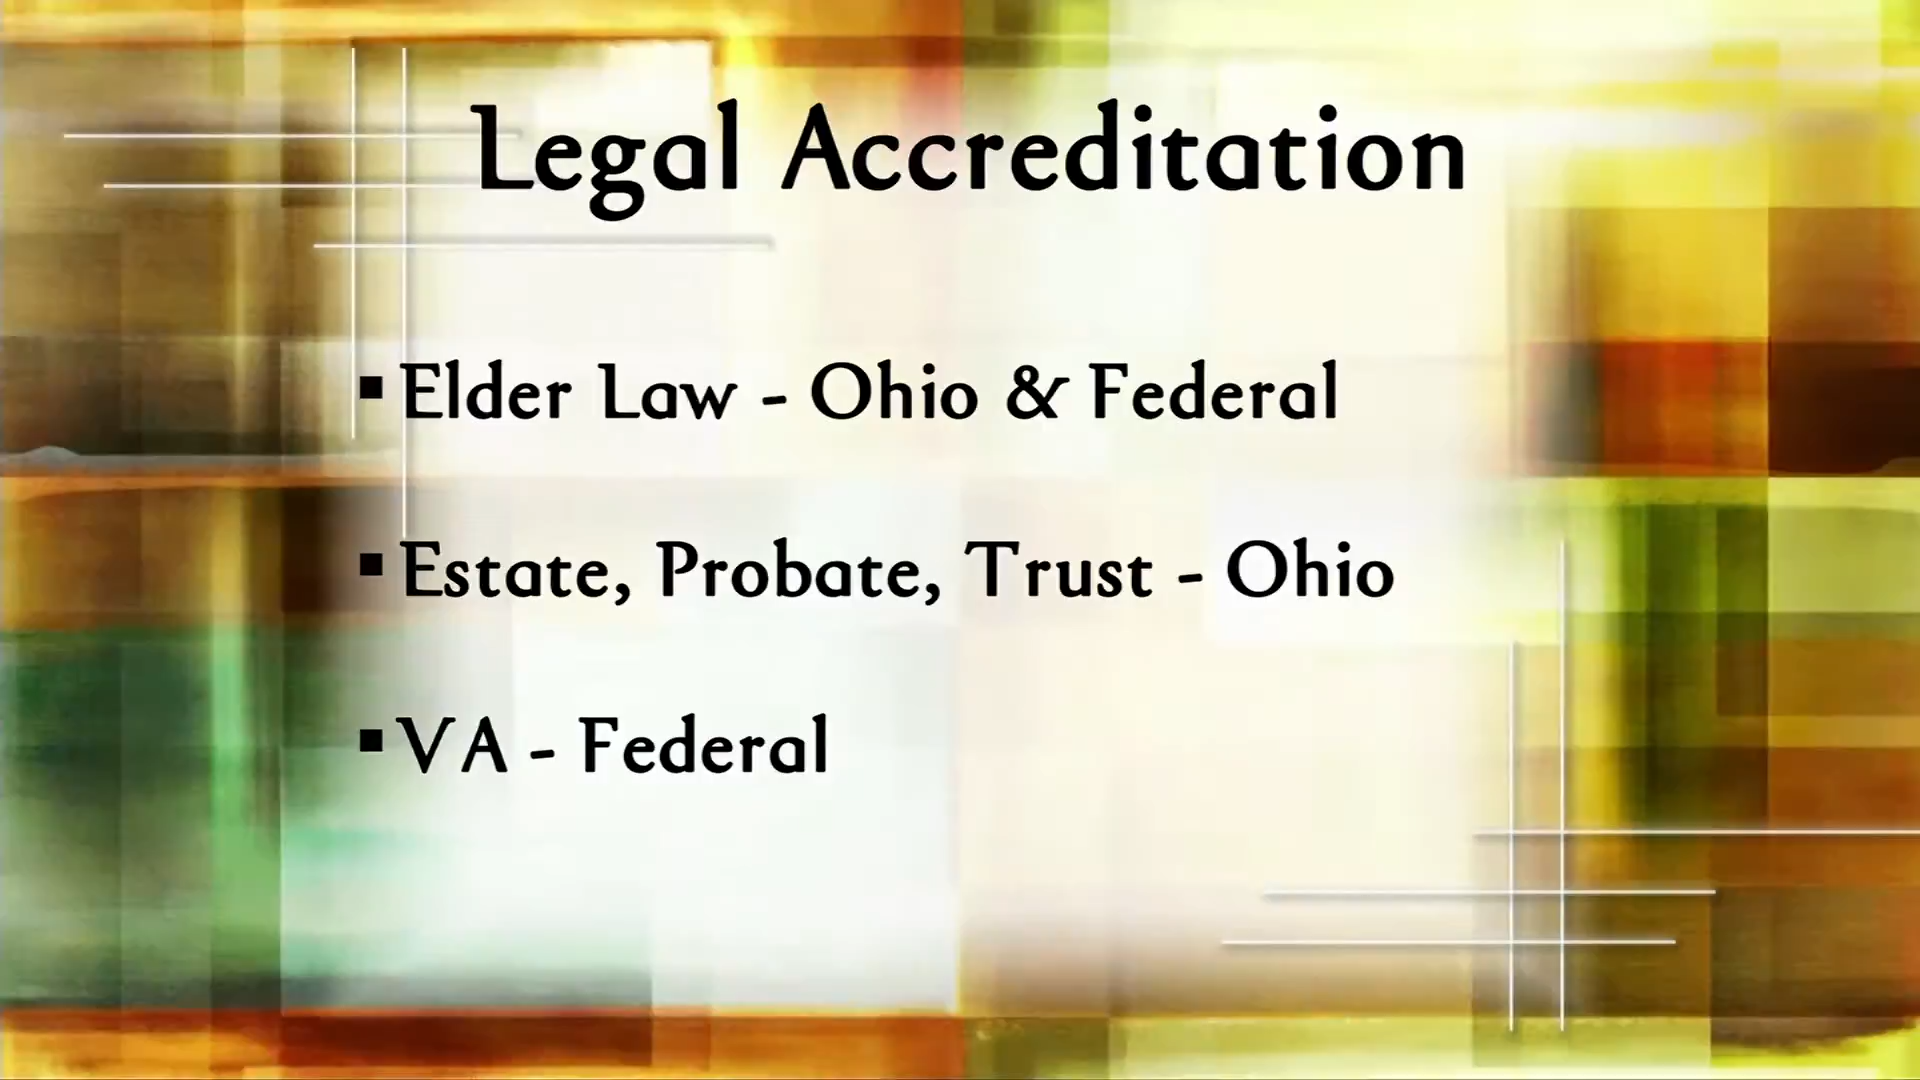 Legal Accreditation
▪ Elder Law - Ohio & Federal
▪ Estate, Probate, Trust - Ohio
▪ VA - Federal